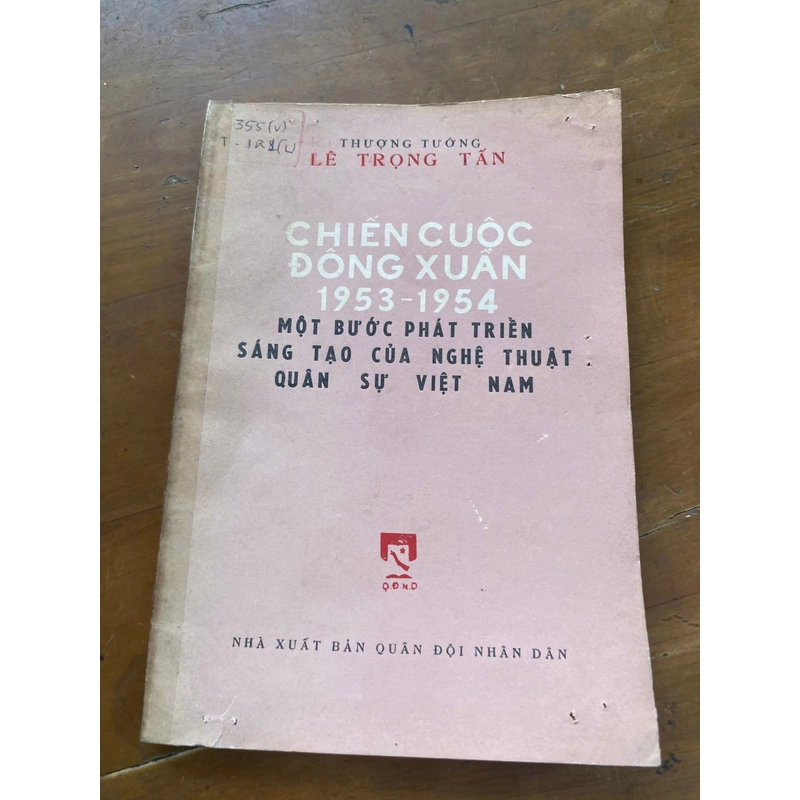 355(V)
THƯỢNG TƯỚNG
LÊ TRỌNG TẤN
CHIẾN CUỘC
ĐÔNG XUÂN
1953-1954
MỘT BƯỚC PHÁT TRIỂN
SÁNG TẠO CỦA NGHỆ THUẬT
QUÂN SỰ VIỆT NAM
Q.Đ.N.D
NHÀ XUẤT BẢN QUÂN ĐỘI NHÂN DÂN